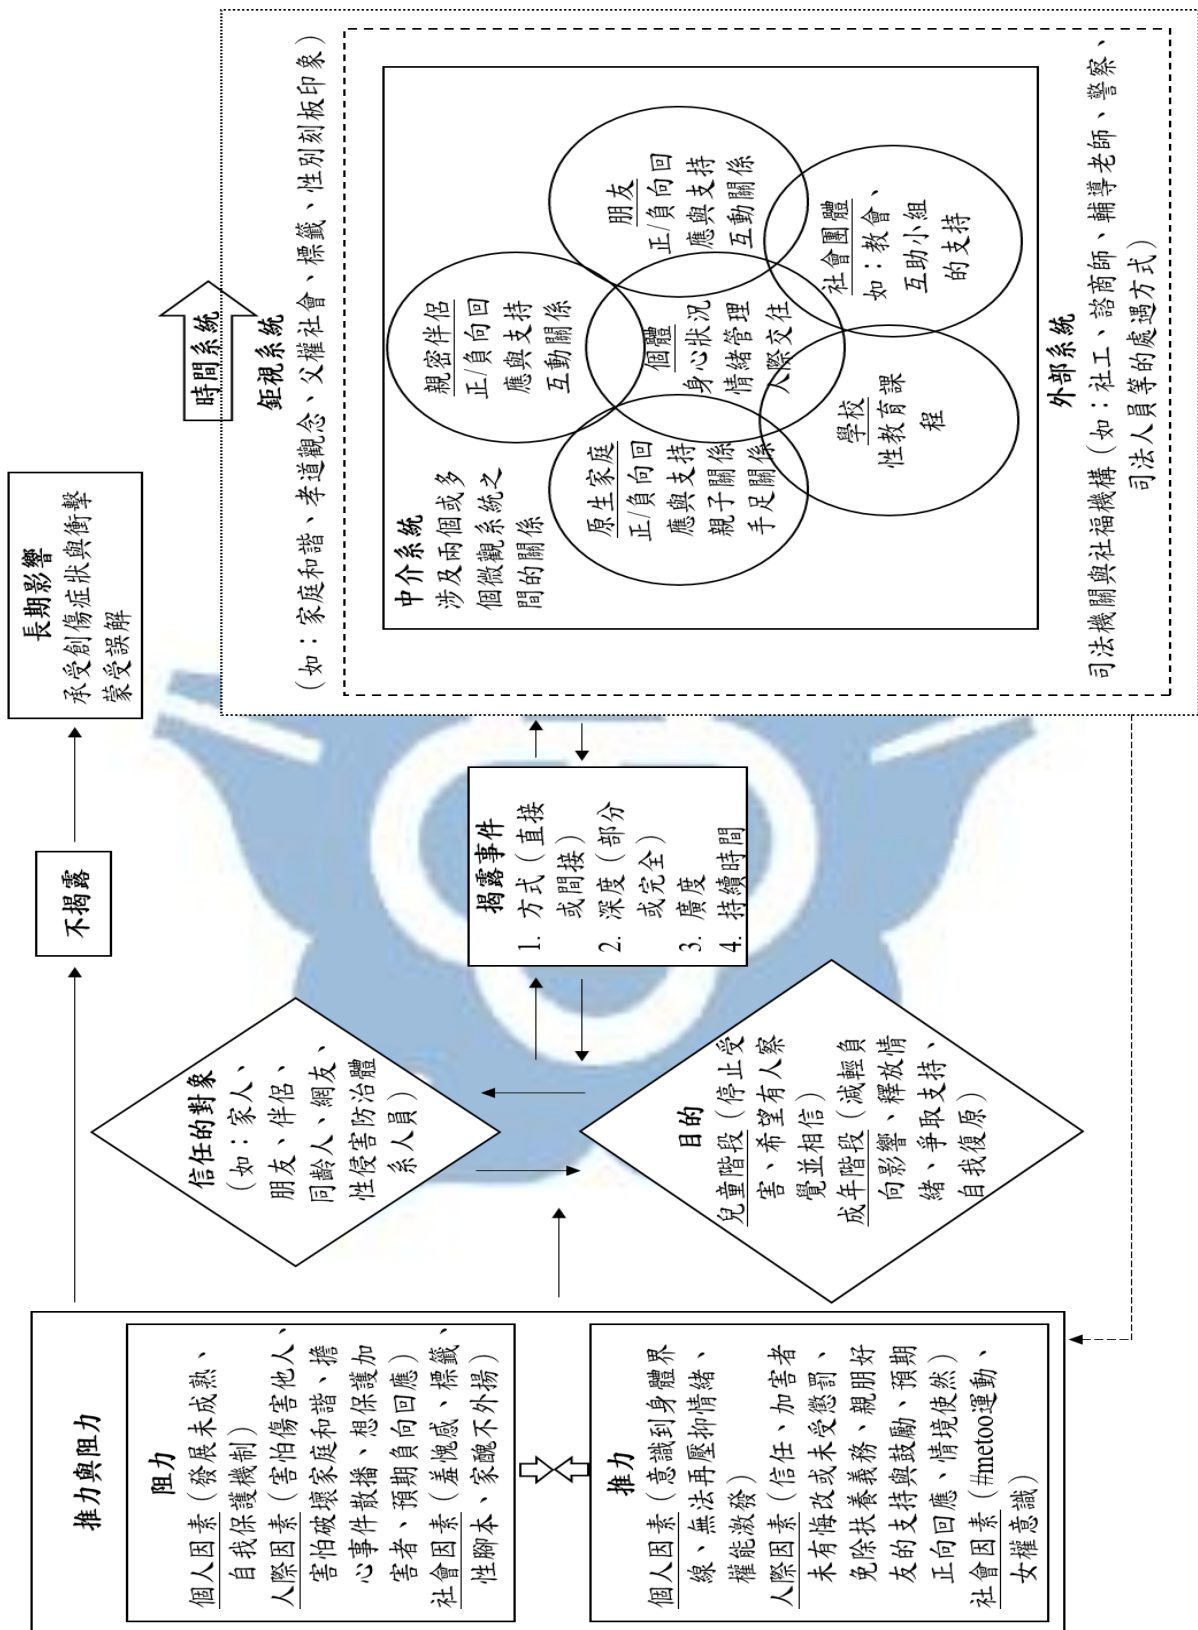 推力與阻力
阻力
個人因素（發展未成熟、
自我保護機制）
人際因素（害怕傷害他人、
害怕破壞家庭和諧、擔
心事件散播、想保護加
害者、預期負向回應）
社會因素（羞愧感、標籤、
性腳本、家醜不外揚）
推力
個人因素（意識到身體界
線、無法再壓抑情緒、
權能激發）
人際因素（信任、加害者
未有悔改或未受懲罰、
免除扶養義務、親朋好
友的支持與鼓勵、預期
正向回應、情境使然）
社會因素（#metoo運動、
女權意識）
信任的對象
（如：家人、
朋友、伴侶、
同齡人、網友、
性侵害防治體
系人員）
目的
兒童階段（停止受
害、希望有人察
覺並相信）
成年階段（減輕負
向影響、釋放情
緒、爭取支持、
自我復原）
不揭露
長期影響
承受創傷症狀與衝擊
蒙受誤解
揭露事件
1. 方式（直接
或間接）
2. 深度（部分
或完全）
3. 廣度
4. 持續時間
時間系統
鉅視系統
（如：家庭和諧、孝道觀念、父權社會、標籤、性別刻板印象）
中介系統
涉及兩個或多
個微觀系統之
間的關係
親密伴侶
正/負向回
應與支持
互動關係
原生家庭
正/負向回
應與支持
親子關係
手足關係
個體
身心狀況
情緒管理
人際交往
朋友
正/負向回
應與支持
互動關係
學校
性教育課
程
社會團體
如：教會、
互助小組
的支持
外部系統
司法機關與社福機構（如：社工、諮商師、輔導老師、警察、
司法人員等的處遇方式）